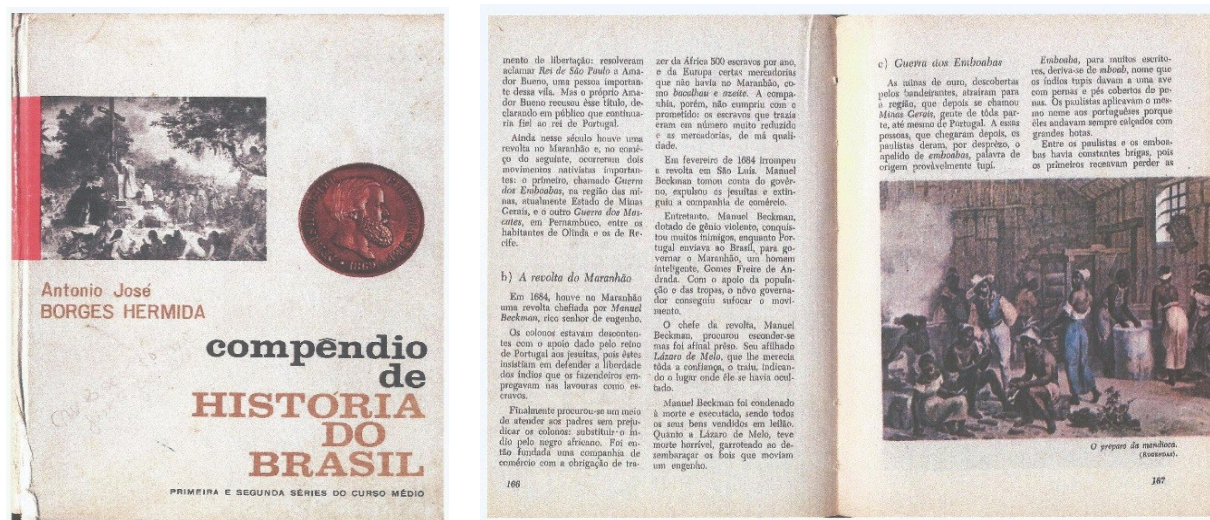 Antonio José
BORGES HERMIDA
compêndio
de
HISTÓRIA
DO
BRASIL
PRIMEIRA E SEGUNDA SÉRIES DO CURSO MÉDIO
mento de libertação: resolveram
aclamar Rei de São Paulo a Ama-
dor Bueno, uma pessoa importan-
te dessa vila. Mas o próprio Ama-
dor Bueno recusou êsse título, de-
clarando em público que continua-
ria fiel ao rei de Portugal.
Ainda nesse século houve uma
revolta no Maranhão e, no comê-
ço do seguinte, ocorreram dois
movimentos nativistas importan-
tes: o primeiro, chamado Guerra
dos Emboabas, na região das mi-
nas, atualmente Estado de Minas
Gerais, e o outro Guerra dos Mas-
cates, em Pernambuco, entre os
habitantes de Olinda e os de Re-
cife.
b) A revolta do Maranhão
Em 1684, houve no Maranhão
uma revolta chefiada por Manuel
Beckman, rico senhor de engenho.
Os colonos estavam desconten-
tes com o apoio dado pelo reino
de Portugal aos jesuítas, pois êstes
insistiam em defender a liberdade
dos índios que os fazendeiros em-
pregavam nas lavouras como es-
cravos.
Finalmente procurou-se um meio
de atender aos padres sem preju-
dicar os colonos: substituir o ín-
dio pelo negro africano. Foi en-
tão fundada uma companhia de
comércio com a obrigação de tra-
166
zer da África 500 escravos por ano,
e da Europa certas mercadorias
que não havia no Maranhão, co-
mo bacalhau e azeite. A compa-
nhia, porém, não cumpriu com o
prometido: os escravos que trazia
eram em número muito reduzido
e as mercadorias, de má quali-
dade.
Em fevereiro de 1684 irrompeu
a revolta em São Luís. Manuel
Beckman tomou conta do govêr-
no, expulsou os jesuítas e extin-
guiu a companhia de comércio.
Entretanto, Manuel Beckman,
dotado de gênio violento, conquis-
tou muitos inimigos, enquanto Por-
tugal enviava ao Brasil, para go-
vernar o Maranhão, um homem
inteligente, Gomes Freire de An-
drada. Com o apoio da popula-
ção e das tropas, o nôvo governa-
dor conseguiu sufocar o movi-
mento.
O chefe da revolta, Manuel
Beckman, procurou esconder-se
mas foi afinal prêso. Seu afilhado
Lázaro de Melo, que lhe merecia
tôda a confiança, o traiu, indican-
do o lugar onde êle se havia ocul-
tado.
Manuel Beckman foi condenado
à morte e executado, sendo todos
os seus bens vendidos em leilão.
Quanto a Lázaro de Melo, teve
morte horrível, garroteado ao de-
sembaraçar os bois que moviam
um engenho.
c) Guerra dos Emboabas
As minas de ouro, descobertas
pelos bandeirantes, atraíram para
a região, que depois se chamou
Minas Gerais, gente de tôda par-
te, até mesmo de Portugal. A essas
pessoas, que chegaram depois, os
paulistas deram, por desprêzo, o
apelido de emboabas, palavra de
origem provàvelmente tupi.
Emboaba, para muitos escrito-
res, deriva-se de mboab, nome que
os índios tupis davam a uma ave
com pernas e pés cobertos de pe-
nas. Os paulistas aplicavam o mes-
mo nome aos portuguêses porque
êles andavam sempre calçados com
grandes botas.
Entre os paulistas e os emboa-
bas havia constantes brigas, pois
os primeiros receavam perder as
O preparo da mandioca.
(RUGENDAS).
167